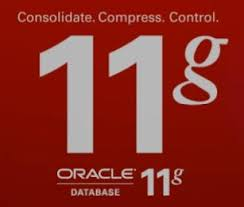 Consolidate. Compress. Control.
11g
ORACLE
DATABASE 11g